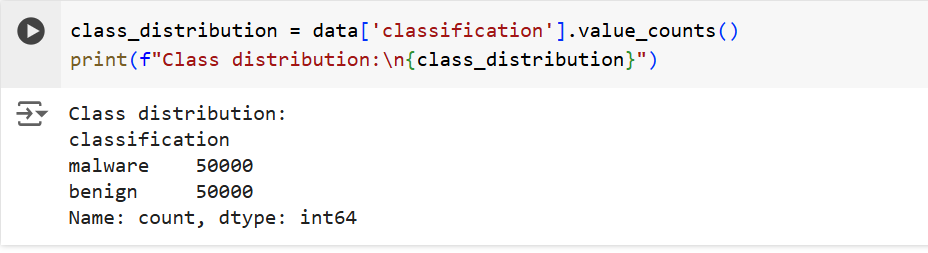 class_distribution = data['classification'].value_counts()
print(f"Class distribution:\n{class_distribution}")
Class distribution:
classification
malware    50000
benign     50000
Name: count, dtype: int64